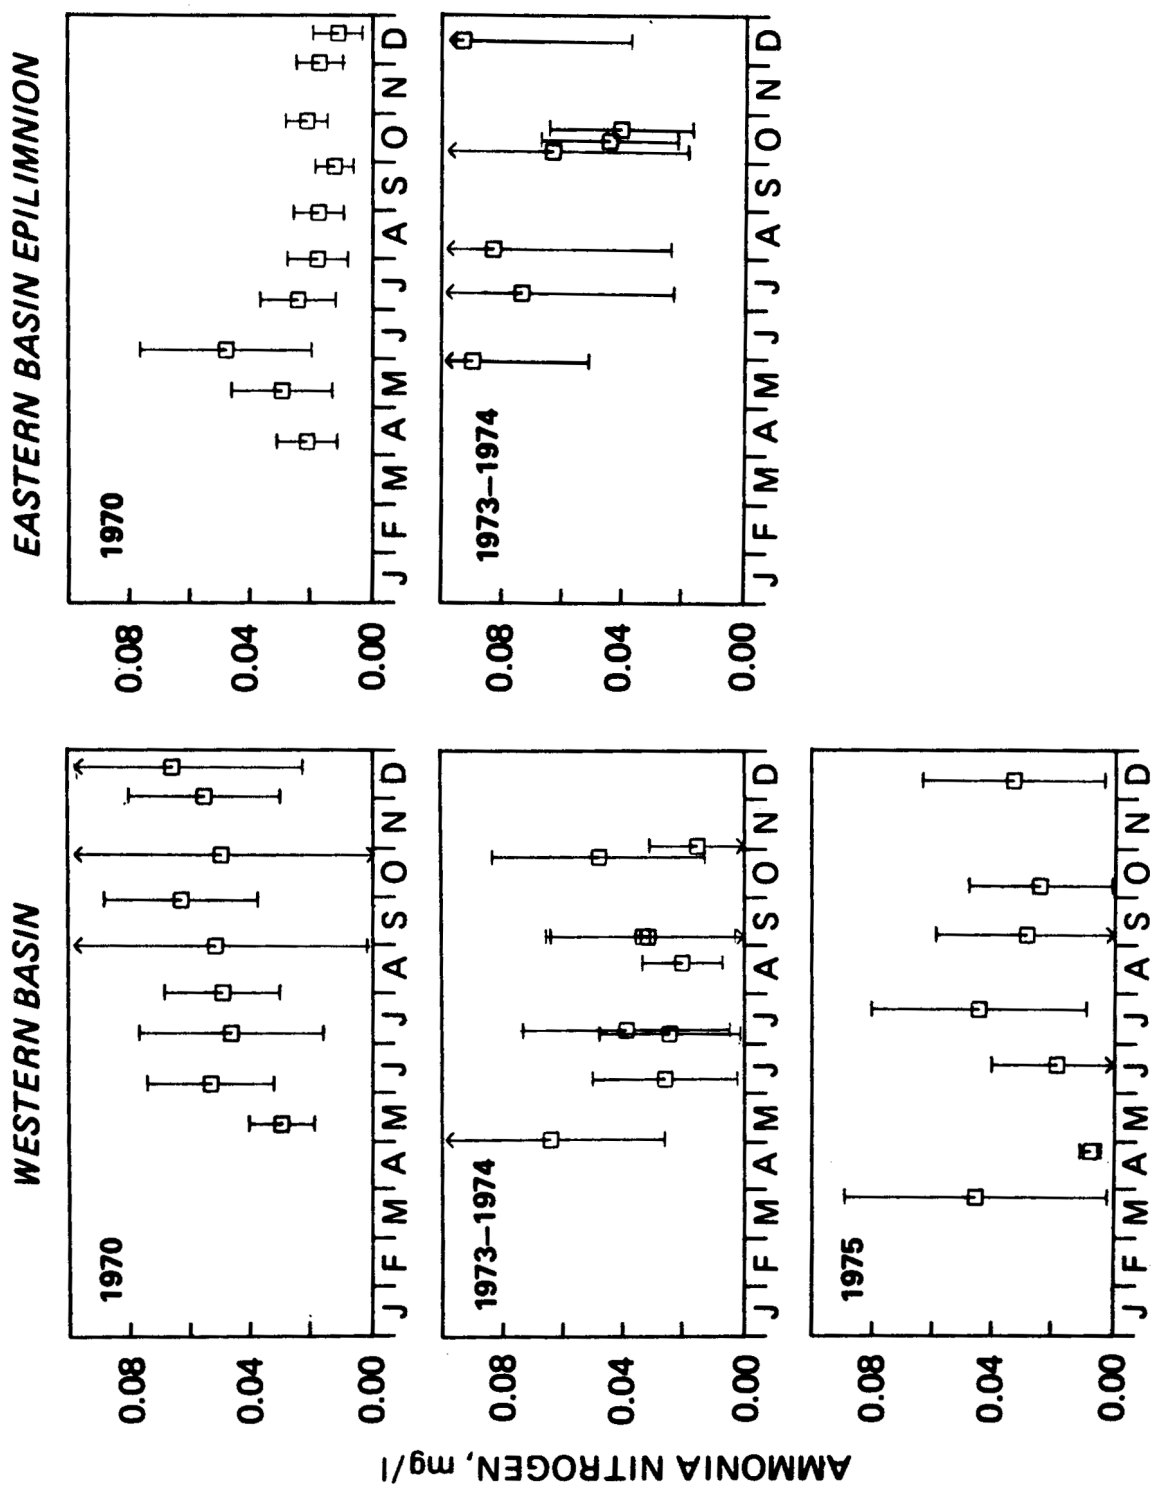 WESTERN BASIN
EASTERN BASIN EPILIMNION
AMMONIA NITROGEN, mg/l
0.08
0.04
0.00
1970
J F M A M J J A S O N D
0.08
0.04
0.00
1970
J F M A M J J A S O N D
0.08
0.04
0.00
1973–1974
J F M A M J J A S O N D
0.08
0.04
0.00
1973–1974
J F M A M J J A S O N D
0.08
0.04
0.00
1975
J F M A M J J A S O N D